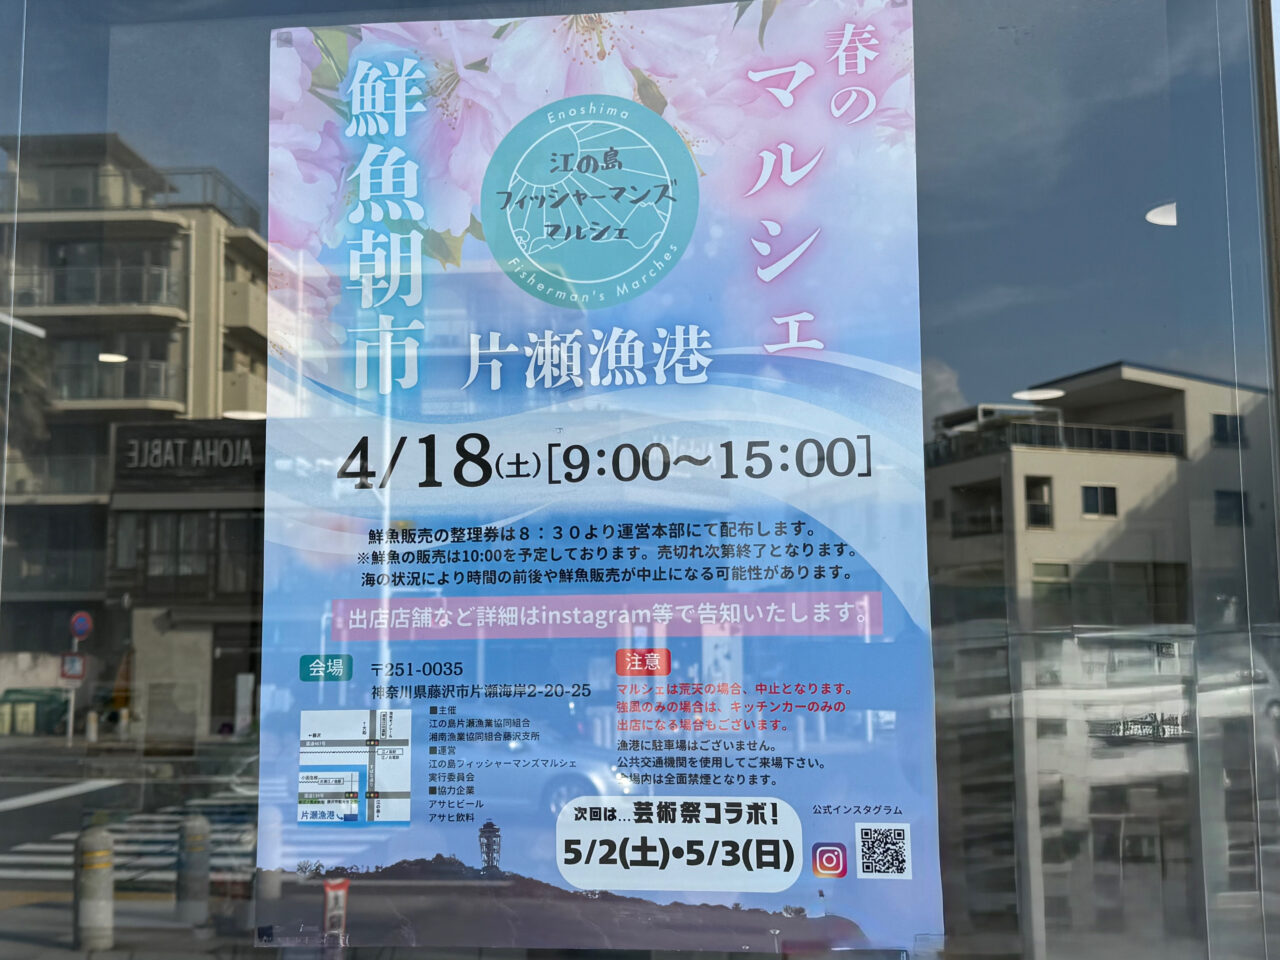 春の
マルシェ
鮮魚朝市
Enoshima
江の島
フィッシャーマンズ
マルシェ
Fisherman's Marches
片瀬漁港
4/18(土)[9:00〜15:00]
鮮魚販売の整理券は8：30より運営本部にて配布します。
※鮮魚の販売は10:00を予定しております。売切れ次第終了となります。
海の状況により時間の前後や鮮魚販売が中止になる可能性があります。
出店店舗など詳細はinstagram等で告知いたします。
会場
〒251-0035
神奈川県藤沢市片瀬海岸2-20-25
■主催
江の島片瀬漁業協同組合
湘南漁業協同組合藤沢支所
■運営
江の島フィッシャーマンズマルシェ
実行委員会
■協力企業
アサヒビール
アサヒ飲料
片瀬漁港
注意
マルシェは荒天の場合、中止となります。
強風のみの場合は、キッチンカーのみの
出店になる場合もございます。
漁港に駐車場はございません。
公共交通機関を使用してご来場下さい。
会場内は全面禁煙となります。
次回は…芸術祭コラボ！
5/2(土)•5/3(日)
公式インスタグラム
ALOHA TABLE